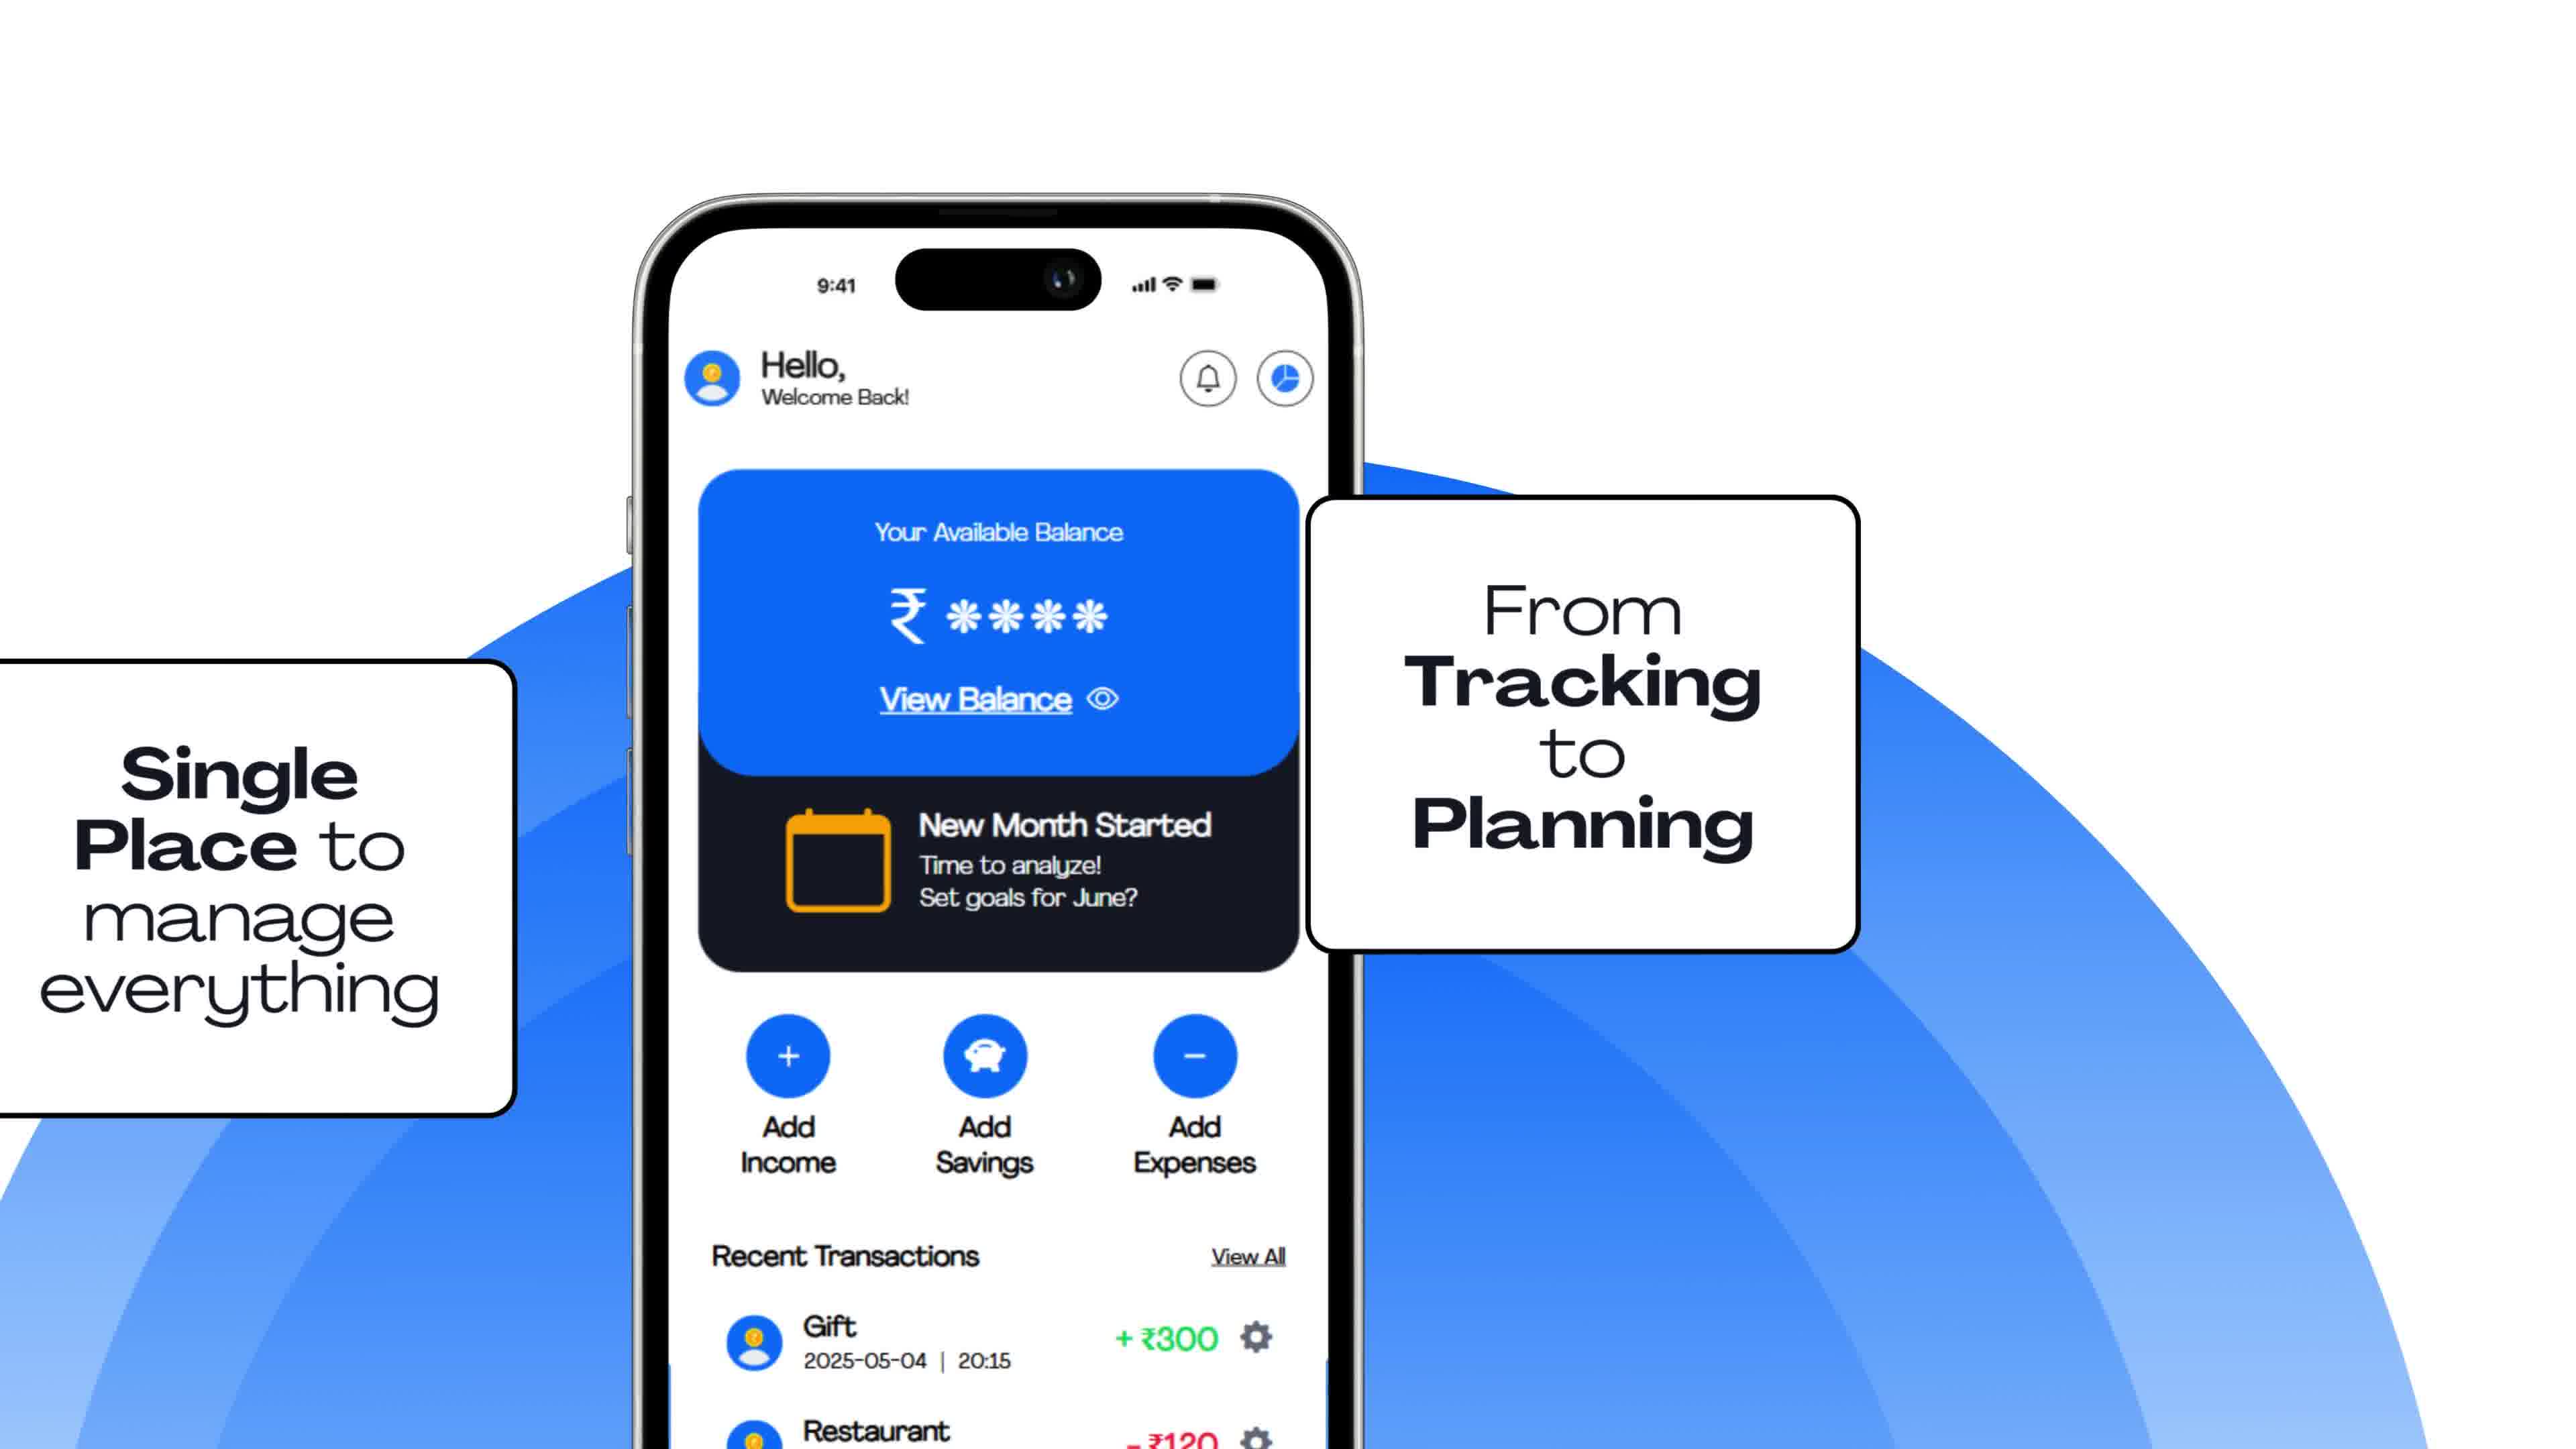 9:41
Hello,
Welcome Back!
Your Available Balance
₹ ****
View Balance
New Month Started
Time to analyze!
Set goals for June?
Add
Income
Add
Savings
Add
Expenses
Recent Transactions
View All
Gift
2025-05-04 | 20:15
+ ₹300
Restaurant
- ₹120
Single
Place to
manage
everything
From
Tracking
to
Planning